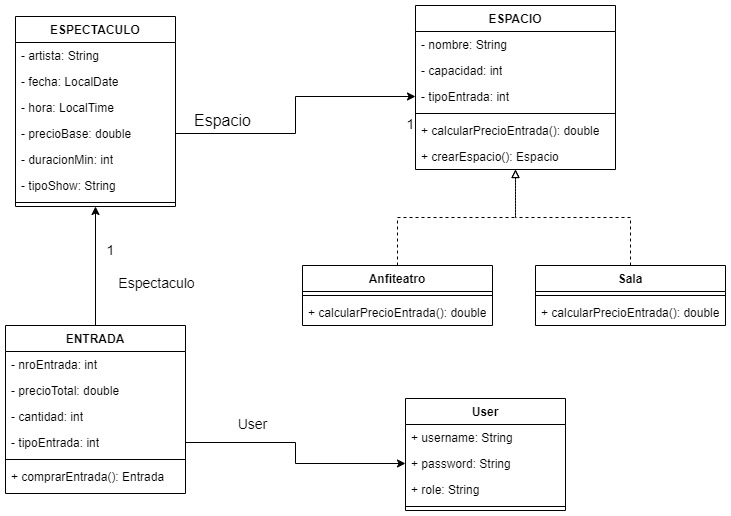 ESPECTACULO
- artista: String
- fecha: LocalDate
- hora: LocalTime
- precioBase: double
- duracionMin: int
- tipoShow: String
Espacio
1
ESPACIO
- nombre: String
- capacidad: int
- tipoEntrada: int
+ calcularPrecioEntrada(): double
+ crearEspacio(): Espacio
1
Espectaculo
Anfiteatro
+ calcularPrecioEntrada(): double
Sala
+ calcularPrecioEntrada(): double
ENTRADA
- nroEntrada: int
- precioTotal: double
- cantidad: int
- tipoEntrada: int
+ comprarEntrada(): Entrada
User
User
+ username: String
+ password: String
+ role: String